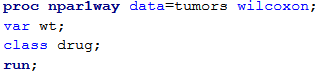 proc npar1way data=tumors wilcoxon;
var wt;
class drug;
run;